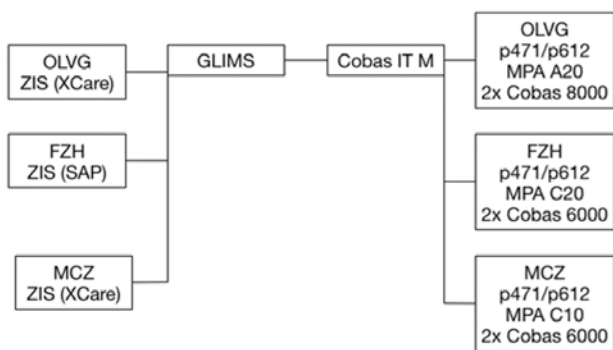 OLVG
ZIS (XCare)
FZH
ZIS (SAP)
MCZ
ZIS (XCare)
GLIMS
Cobas IT M
OLVG
p471/p612
MPA A20
2x Cobas 8000
FZH
p471/p612
MPA C20
2x Cobas 6000
MCZ
p471/p612
MPA C10
2x Cobas 6000